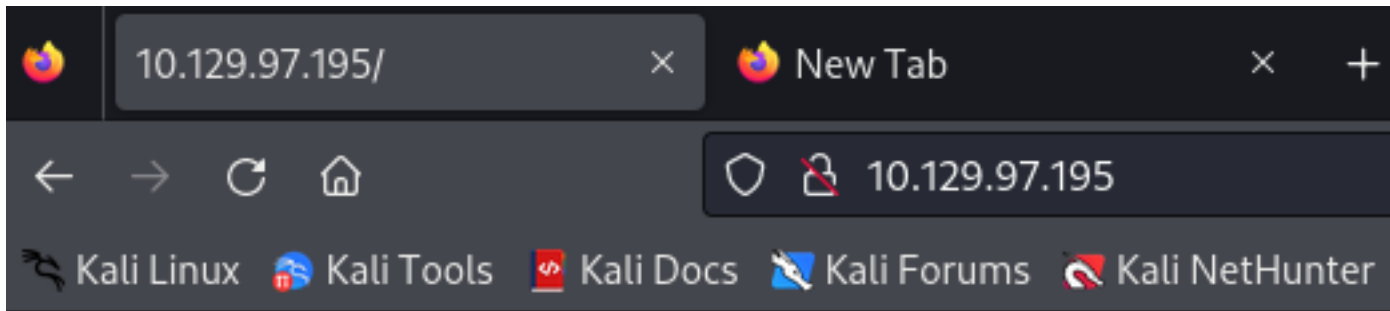 10.129.97.195/ New Tab
10.129.97.195
Kali Linux Kali Tools Kali Docs Kali Forums Kali NetHunter